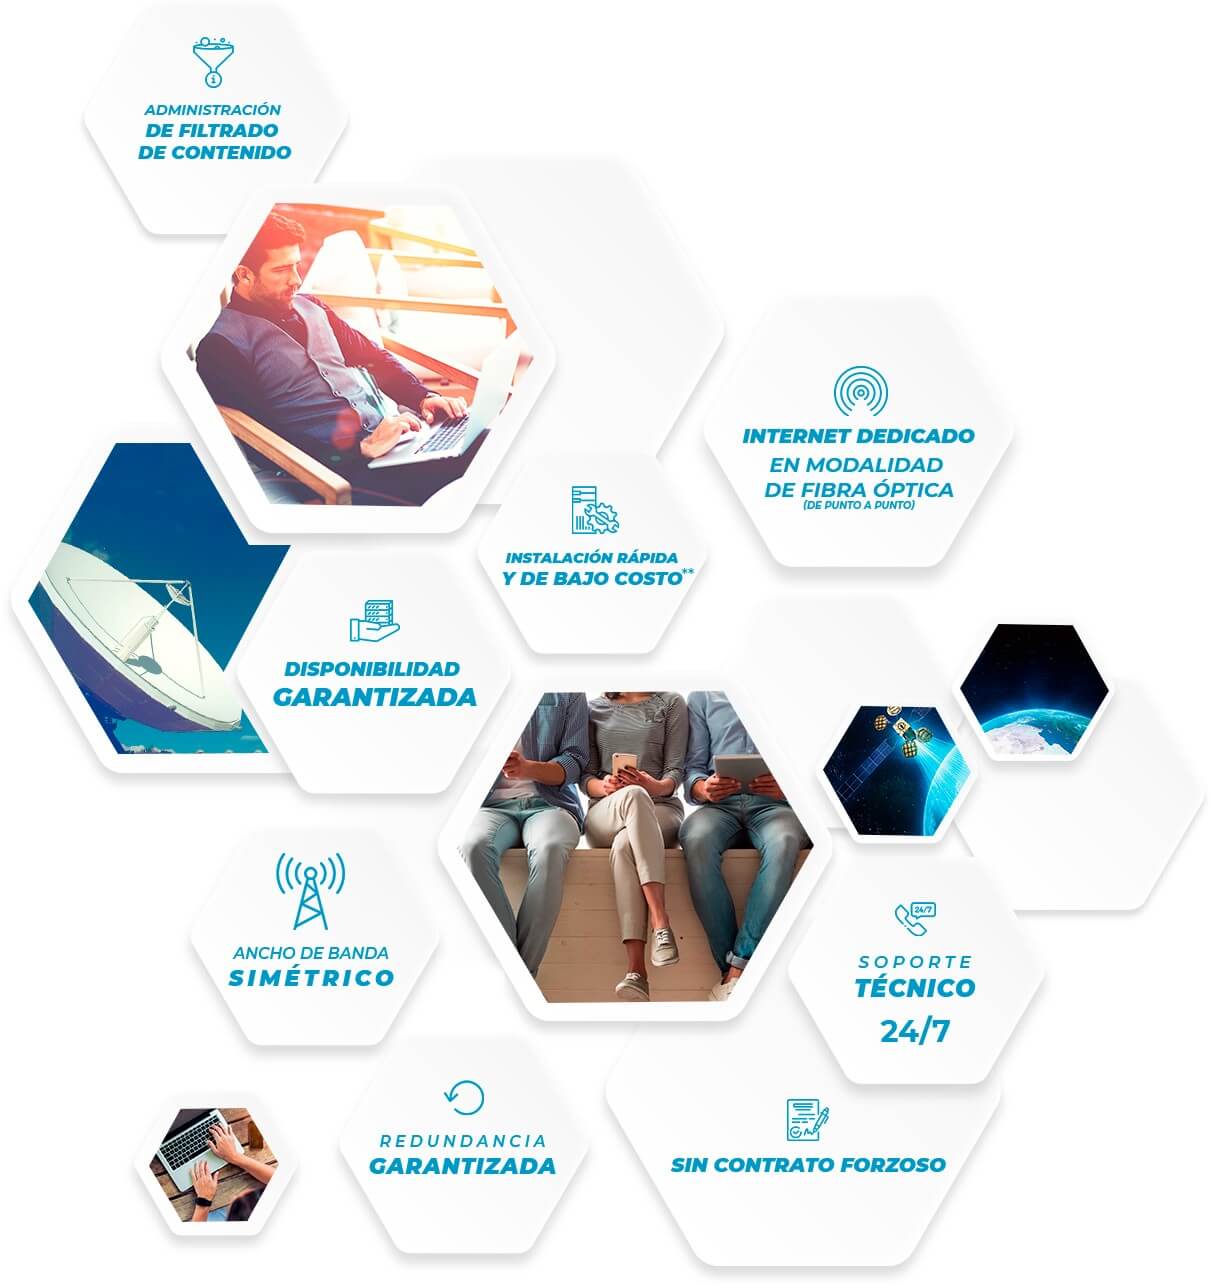 ADMINISTRACIÓN
DE FILTRADO
DE CONTENIDO
INTERNET DEDICADO
EN MODALIDAD
DE FIBRA ÓPTICA
(DE PUNTO A PUNTO)
INSTALACIÓN RÁPIDA
Y DE BAJO COSTO**
DISPONIBILIDAD
GARANTIZADA
ANCHO DE BANDA
SIMÉTRICO
24/7
SOPORTE
TÉCNICO
24/7
REDUNDANCIA
GARANTIZADA
SIN CONTRATO FORZOSO